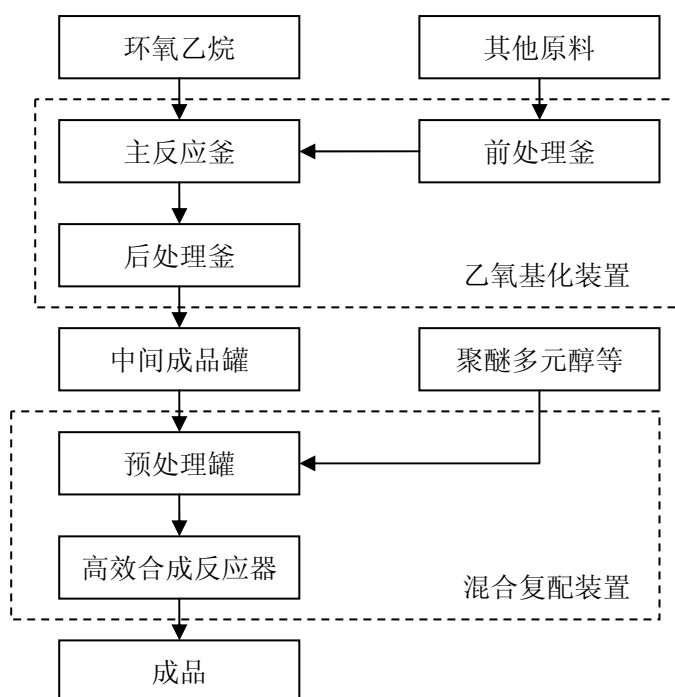 环氧乙烷
其他原料
主反应釜
前处理釜
后处理釜
乙氧基化装置
中间成品罐
聚醚多元醇等
预处理罐
高效合成反应器
混合复配装置
成品